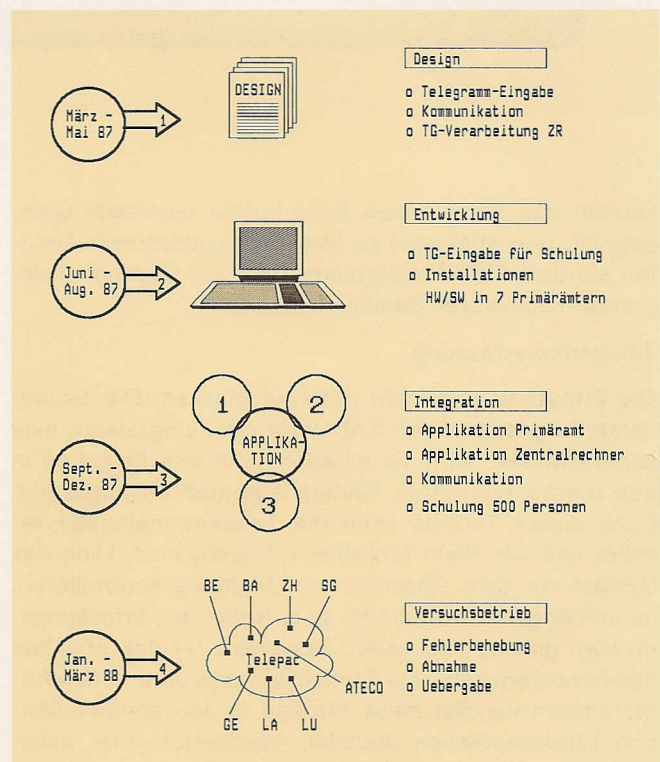 März -
Mai 87
1
DESIGN
Design
o Telegramm-Eingabe
o Kommunikation
o TG-Verarbeitung ZR
Juni -
Aug. 87
2
Entwicklung
o TG-Eingabe für Schulung
o Installationen
HW/SW in 7 Primärämtern
Sept. -
Dez. 87
3
1
2
APPLIKA-
TION
3
Integration
o Applikation Primäramt
o Applikation Zentralrechner
o Kommunikation
o Schulung 500 Personen
Jan. -
März 88
4
BE BA ZH SG
Telepac
ATECO
GE LA LU
Versuchsbetrieb
o Fehlerbehebung
o Abnahme
o Uebergabe